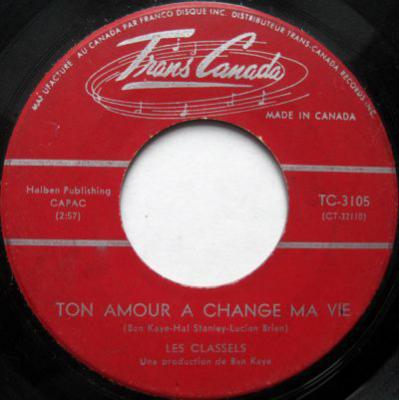 MANUFACTURE AU CANADA PAR FRANCO DISQUE INC. DISTRIBUTEUR TRANS-CANADA RECORDS INC.
Trans Canada
MADE IN CANADA
Halben Publishing
CAPAC
(2:57)
TC-3105
(CT-32110)
TON AMOUR A CHANGE MA VIE
(Ben Kaye-Hal Stanley-Lucien Brien)
LES CLASSELS
Une production de Ben Kaye